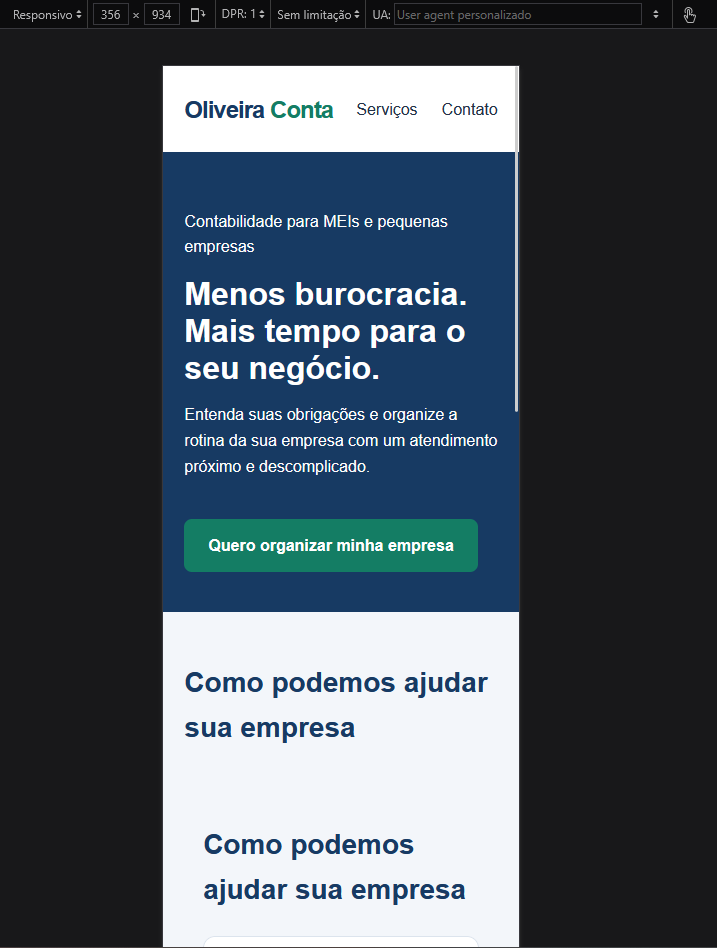 Responsivo 356 × 934 DPR: 1 Sem limitação UA: User agent personalizado
Oliveira Conta Serviços Contato
Contabilidade para MEIs e pequenas
empresas
Menos burocracia.
Mais tempo para o
seu negócio.
Entenda suas obrigações e organize a
rotina da sua empresa com um atendimento
próximo e descomplicado.
Quero organizar minha empresa
Como podemos ajudar
sua empresa
Como podemos
ajudar sua empresa